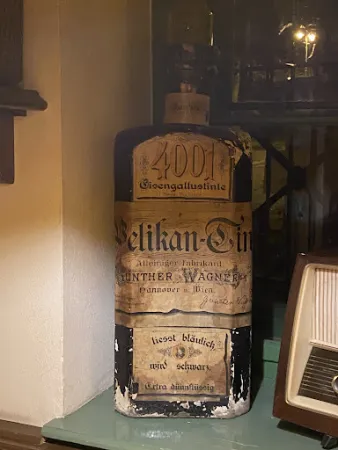 4001
Eisengallustinte
Pelikan-Tin
Alleiniger Fabrikant
GÜNTHER WAGNER
Hannover u. Wien
fliesst bläulich
wird schwarz
Extra dünnflüssig